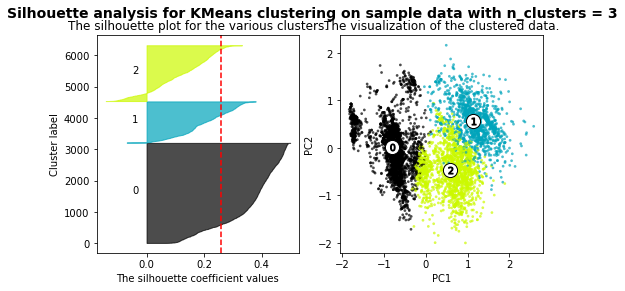 Silhouette analysis for KMeans clustering on sample data with n_clusters = 3
The silhouette plot for the various clusters.
The visualization of the clustered data.
Cluster label
6000
5000
4000
3000
2000
1000
0
2
1
0
0.0 0.2 0.4
The silhouette coefficient values
PC2
2
1
0
−1
−2
1
0
2
−2 −1 0 1 2
PC1